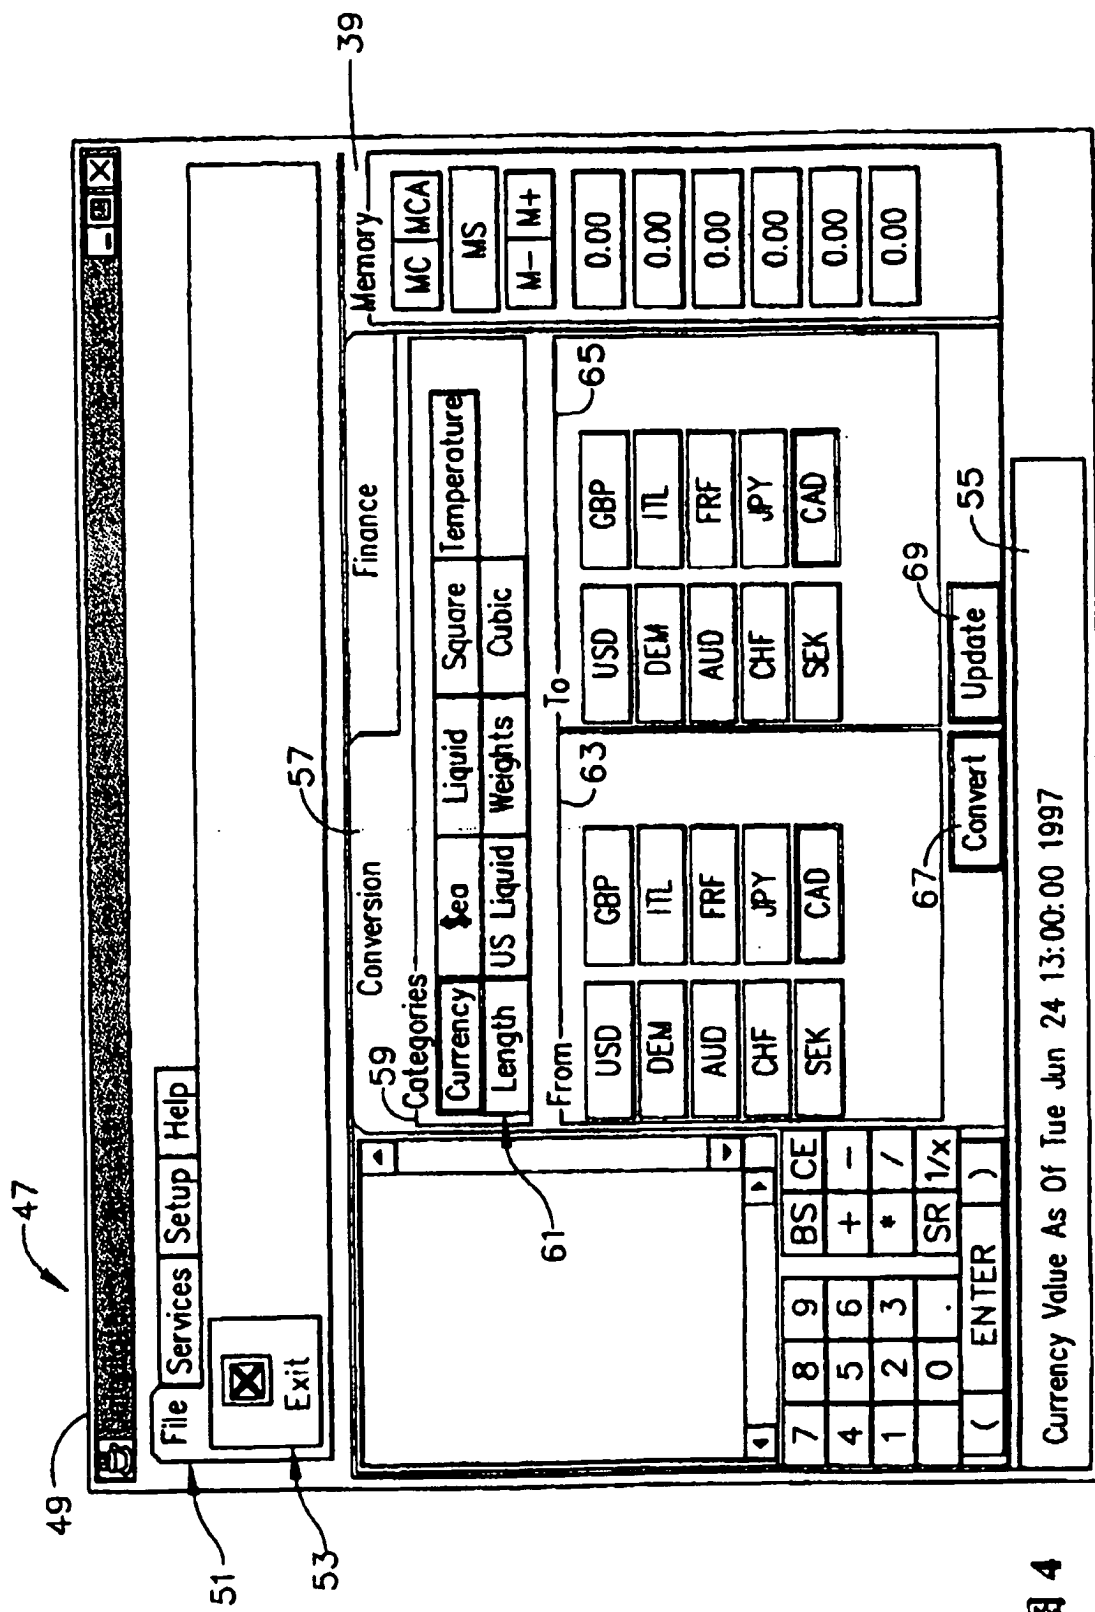 47
49
51
File Services Setup Help
53
Exit
57
39
Conversion Finance
Memory
59
Categories
Currency $ea Liquid Square Temperature
Length US Liquid Weights Cubic
61
MC MCA
MS
M- M+
0.00
0.00
0.00
0.00
0.00
0.00
From 63
USD GBP
DEM ITL
AUD FRF
CHF JPY
SEK CAD
To 65
USD GBP
DEM ITL
AUD FRF
CHF JPY
SEK CAD
7 8 9 BS CE
4 5 6 + -
1 2 3 * /
0 . SR 1/x
( ENTER )
67 Convert
69 Update
55
Currency Value As Of Tue Jun 24 13:00:00 1997
图 4